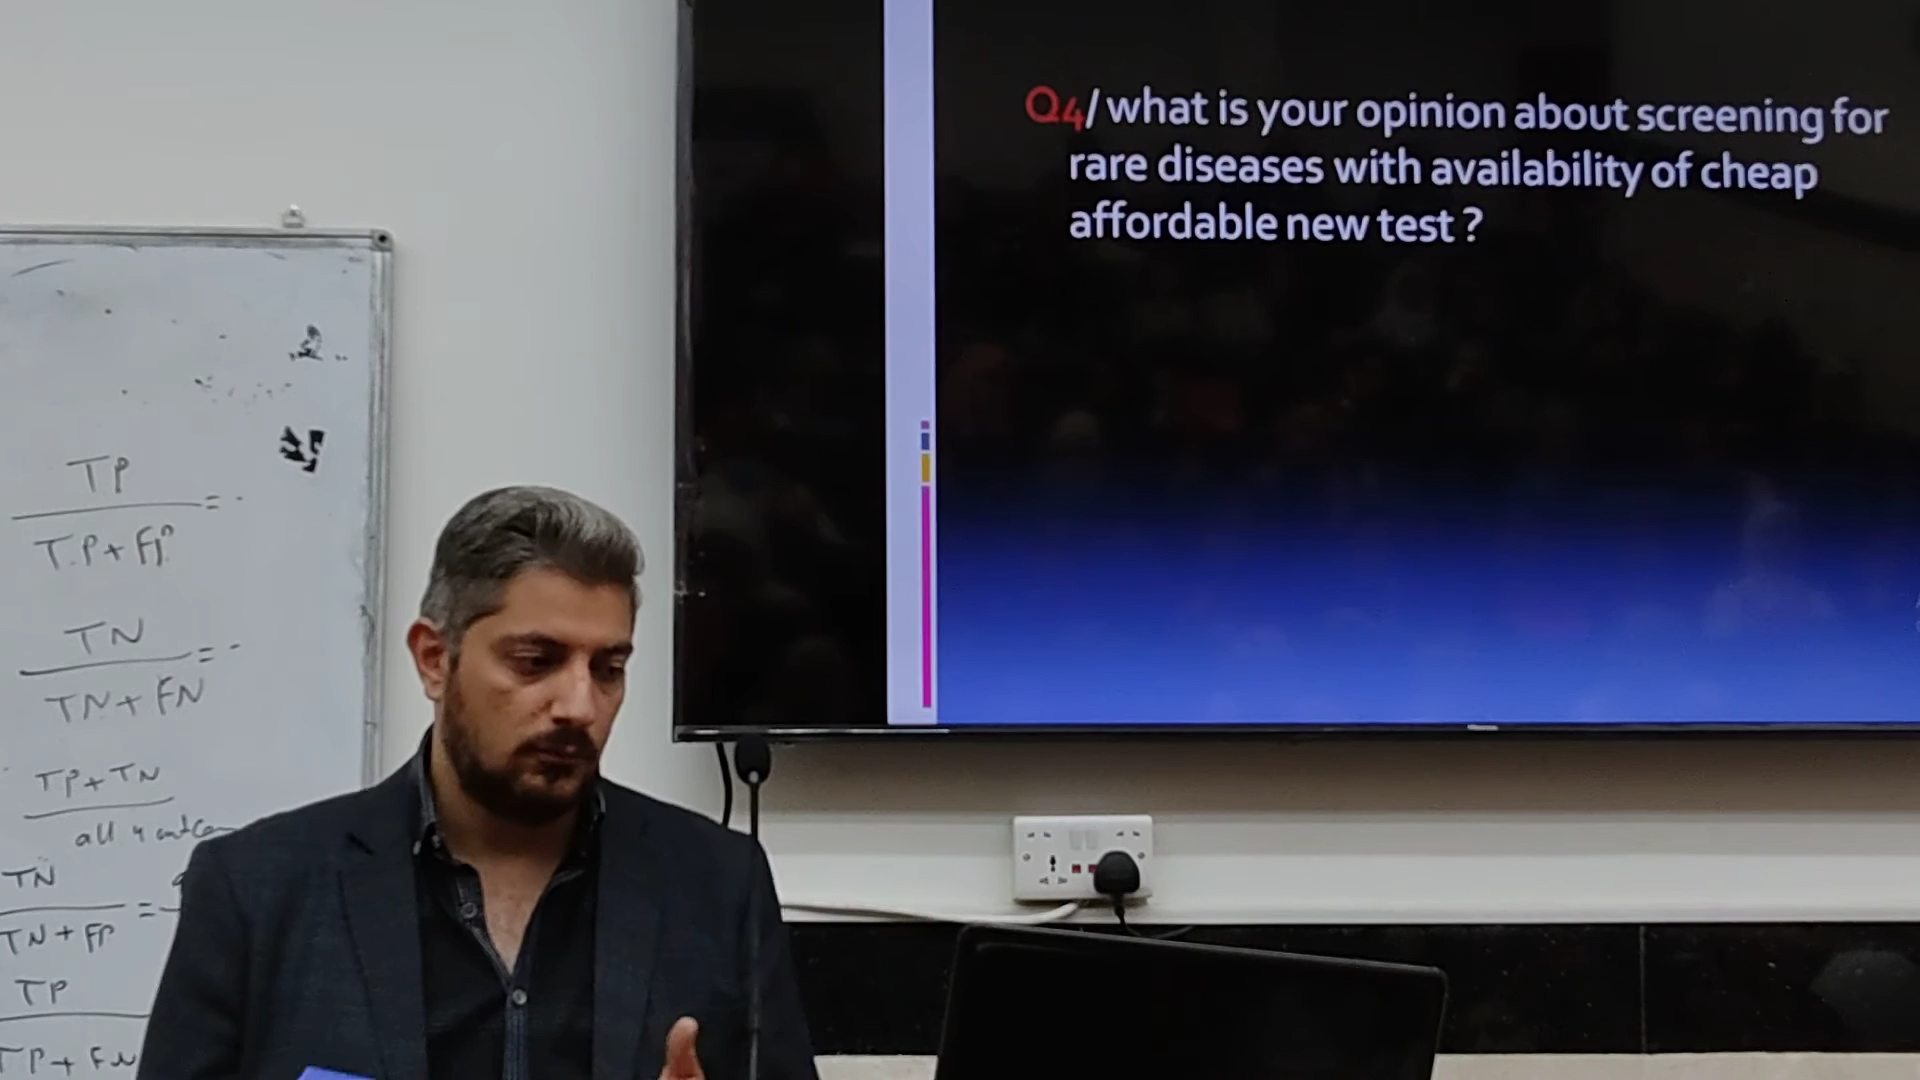 Q4/ what is your opinion about screening for
rare diseases with availability of cheap
affordable new test ?
TP
T.P + FP
=
TN
TN + FN
=
TP + TN
all 4
TN
TN + FP
=
TP
TP + FN